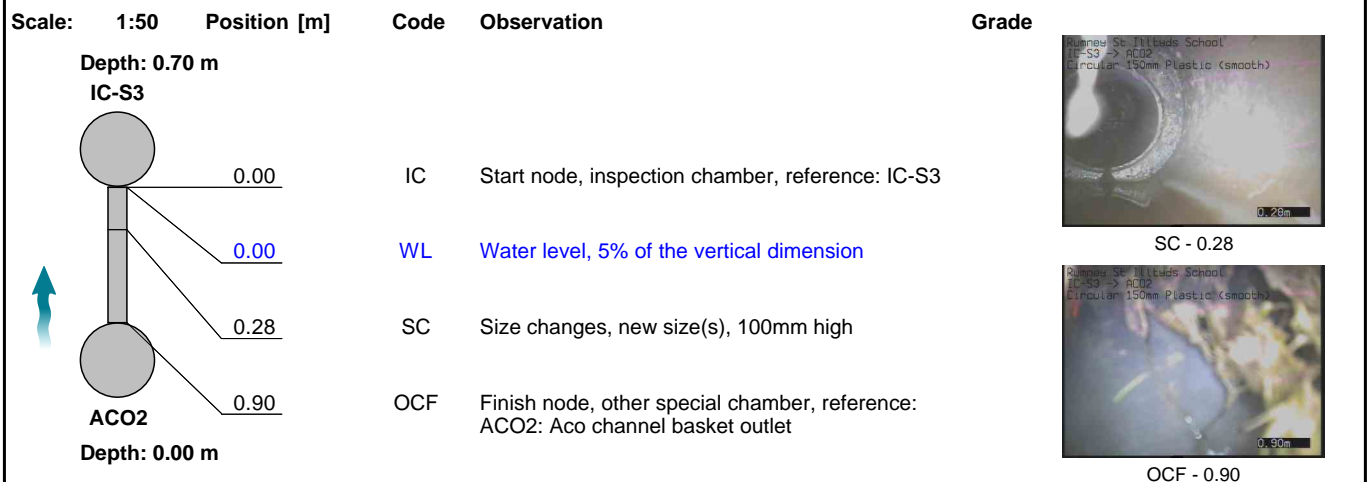 Scale: 1:50 Position [m] Code Observation Grade
Depth: 0.70 m
IC-S3
0.00 IC Start node, inspection chamber, reference: IC-S3
0.00 WL Water level, 5% of the vertical dimension
0.28 SC Size changes, new size(s), 100mm high
0.90 OCF Finish node, other special chamber, reference:
ACO2: Aco channel basket outlet
ACO2
Depth: 0.00 m
Rumney St Illtyds School
IC-S3 -> ACO2
Circular 150mm Plastic (smooth)
0.28m
SC - 0.28
Rumney St Illtyds School
IC-S3 -> ACO2
Circular 150mm Plastic (smooth)
0.90m
OCF - 0.90